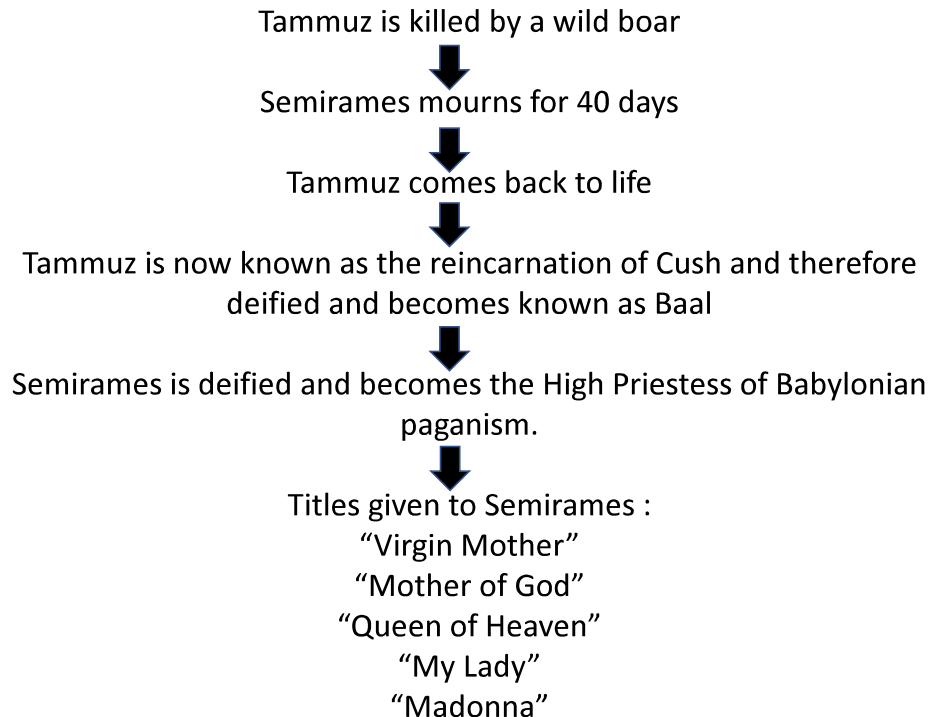 Tammuz is killed by a wild boar
Semirames mourns for 40 days
Tammuz comes back to life
Tammuz is now known as the reincarnation of Cush and therefore
deified and becomes known as Baal
Semirames is deified and becomes the High Priestess of Babylonian
paganism.
Titles given to Semirames :
“Virgin Mother”
“Mother of God”
“Queen of Heaven”
“My Lady”
“Madonna”